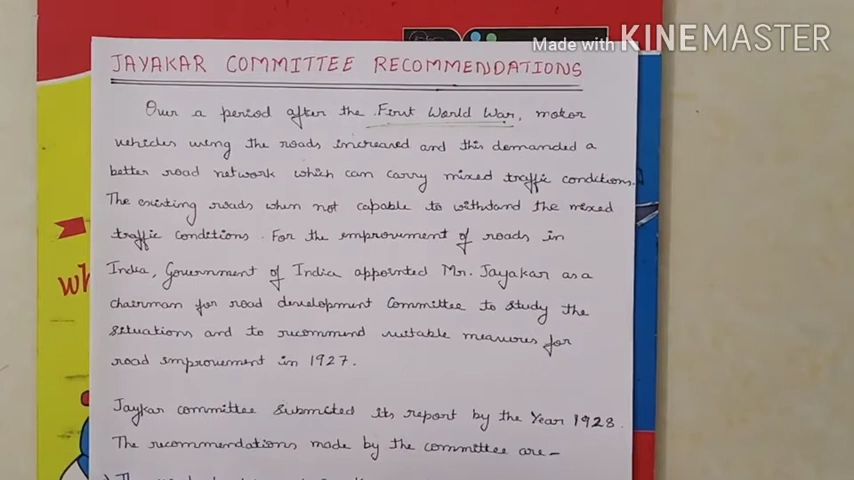 Made with KINEMASTER
JAYAKAR COMMITTEE RECOMMENDATIONS
Over a period after the First World War, motor
vehicles using the roads increased and this demanded a
better road network which can carry mixed traffic conditions.
The existing roads when not capable to withstand the mixed
traffic conditions. For the improvement of roads in
India, Government of India appointed Mr. Jayakar as a
chairman for road development Committee to study the
situations and to recommend suitable measures for
road improvement in 1927.
Jaykar committee submited its report by the Year 1928.
The recommendations made by the committee are-